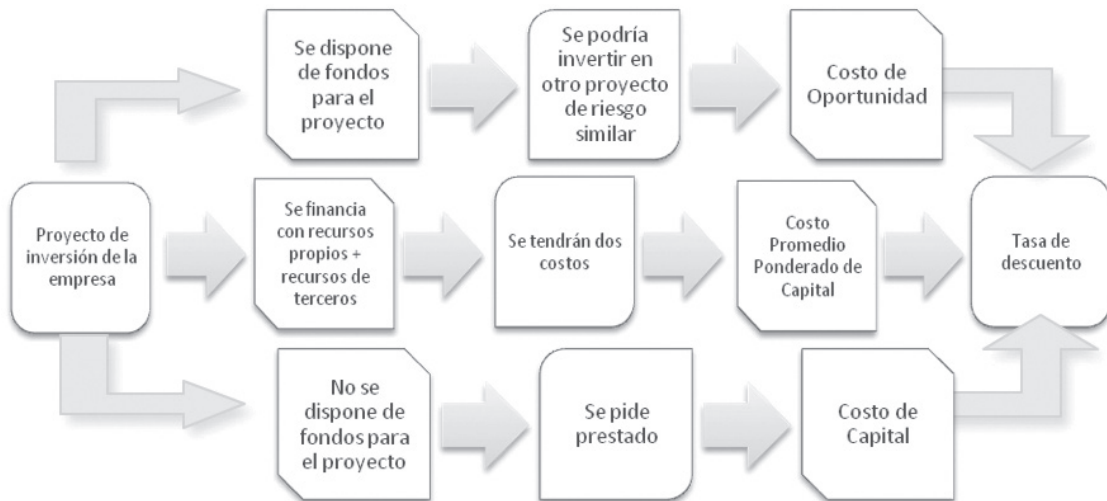 Se dispone
de fondos
para el
proyecto
Se podría
invertir en
otro proyecto
de riesgo
similar
Costo de
Oportunidad
Proyecto de
inversión de la
empresa
Se financia
con recursos
propios +
recursos de
terceros
Se tendrán dos
costos
Costo
Promedio
Ponderado de
Capital
Tasa de
descuento
No se
dispone de
fondos para
el proyecto
Se pide
prestado
Costo de
Capital